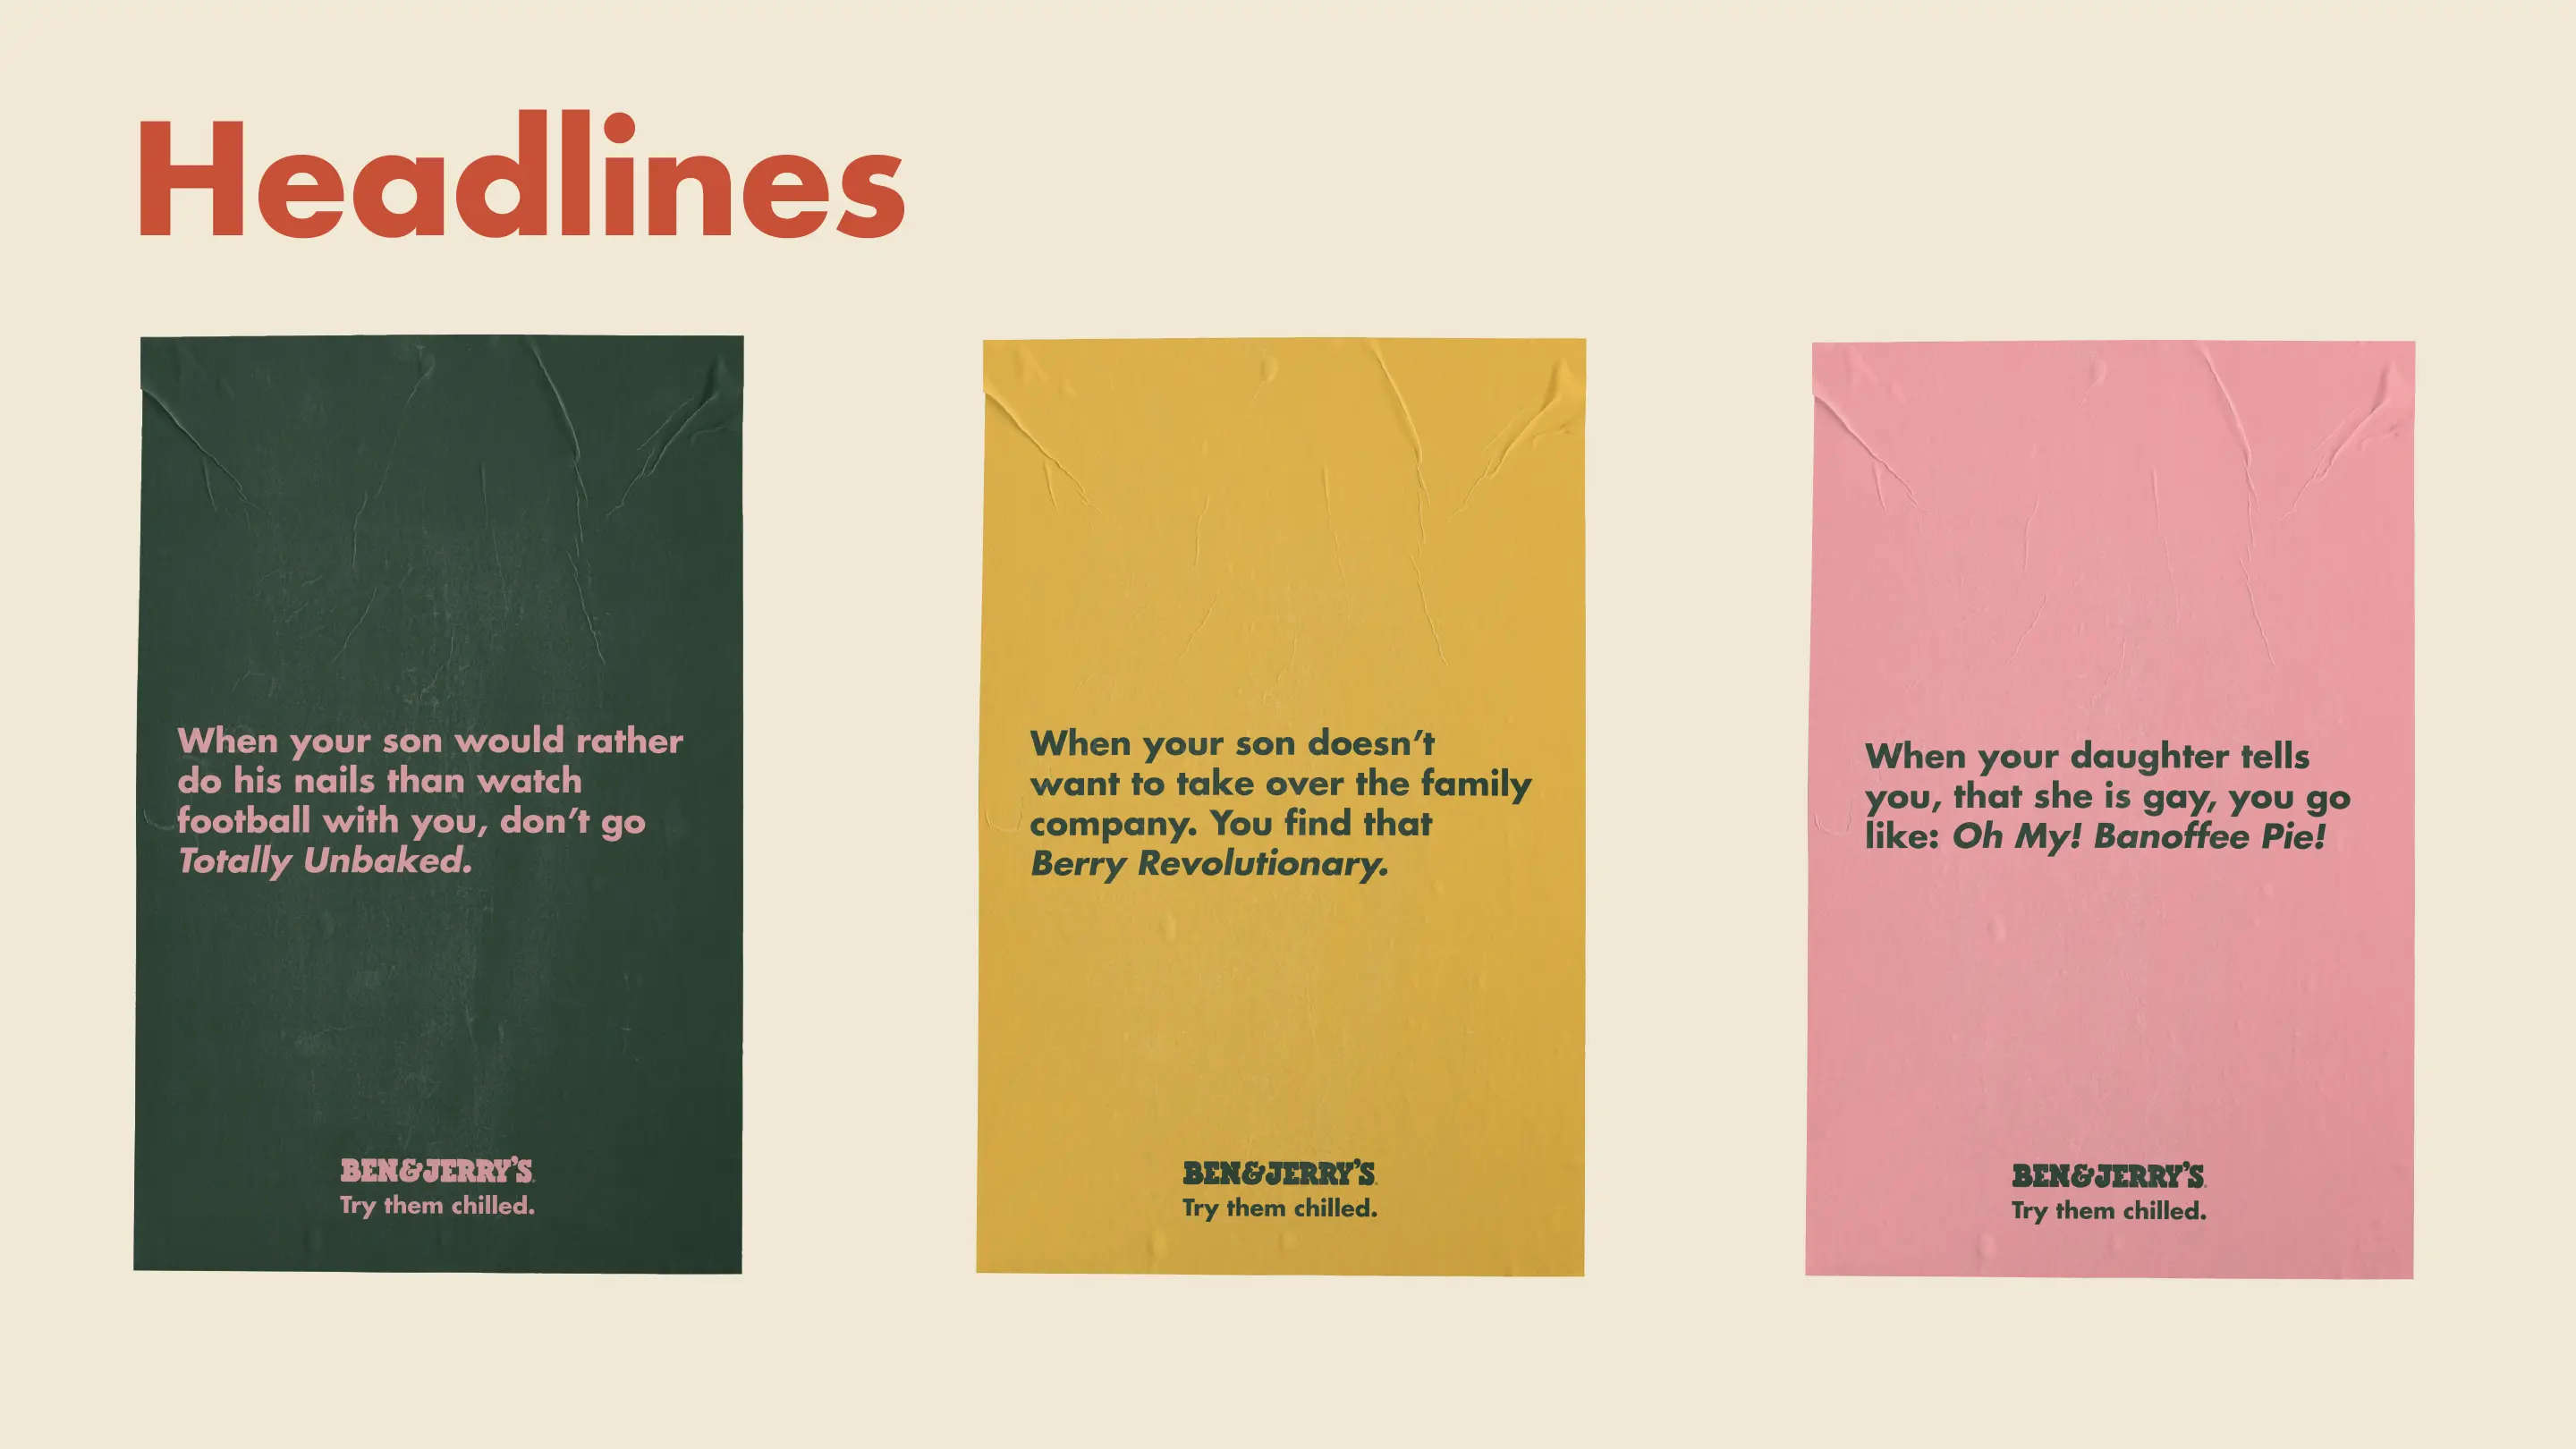 Headlines
When your son would rather
do his nails than watch
football with you, don’t go
Totally Unbaked.
BEN&JERRY’S
Try them chilled.
When your son doesn’t
want to take over the family
company. You find that
Berry Revolutionary.
BEN&JERRY’S
Try them chilled.
When your daughter tells
you, that she is gay, you go
like: Oh My! Banoffee Pie!
BEN&JERRY’S
Try them chilled.